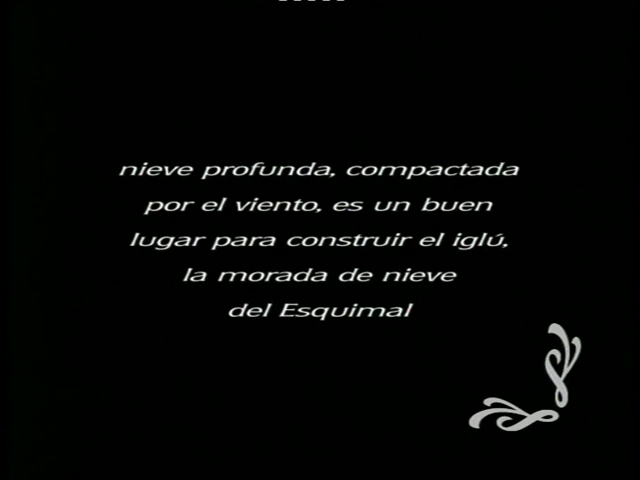 nieve profunda, compactada
por el viento, es un buen
lugar para construir el iglú,
la morada de nieve
del Esquimal